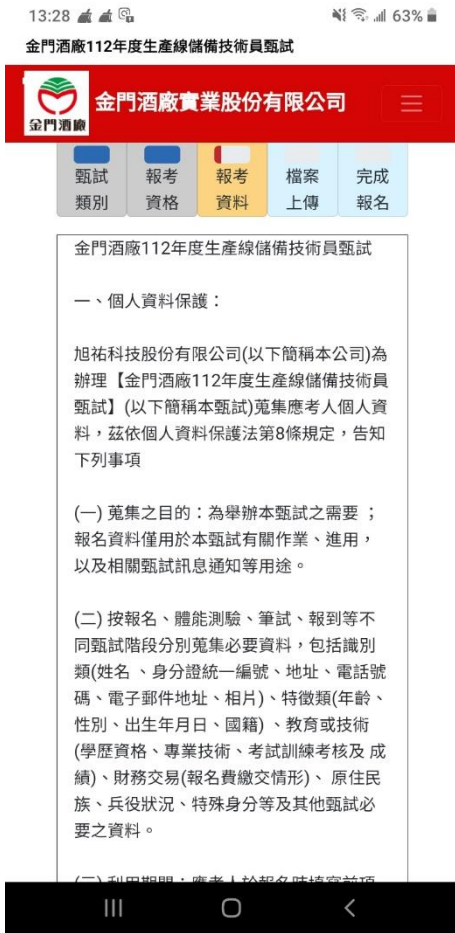 13:28
63%
金門酒廠112年度生產線儲備技術員甄試
金門酒廠
金門酒廠實業股份有限公司
甄試
類別
報考
資格
報考
資料
檔案
上傳
完成
報名
金門酒廠112年度生產線儲備技術員甄試
一、個人資料保護：
旭祐科技股份有限公司(以下簡稱本公司)為
辦理【金門酒廠112年度生產線儲備技術員
甄試】(以下簡稱本甄試)蒐集應考人個人資
料，茲依個人資料保護法第8條規定，告知
下列事項
(一) 蒐集之目的：為舉辦本甄試之需要 ；
報名資料僅用於本甄試有關作業、進用，
以及相關甄試訊息通知等用途。
(二) 按報名、體能測驗、筆試、報到等不
同甄試階段分別蒐集必要資料，包括識別
類(姓名 、身分證統一編號、地址、電話號
碼、電子郵件地址、相片)、特徵類(年齡、
性別、出生年月日、國籍) 、教育或技術
(學歷資格、專業技術、考試訓練考核及 成
績)、財務交易(報名費繳交情形)、 原住民
族、兵役狀況、特殊身分等及其他甄試必
要之資料。
(三) 利用期間：應考人於報名時填寫前項